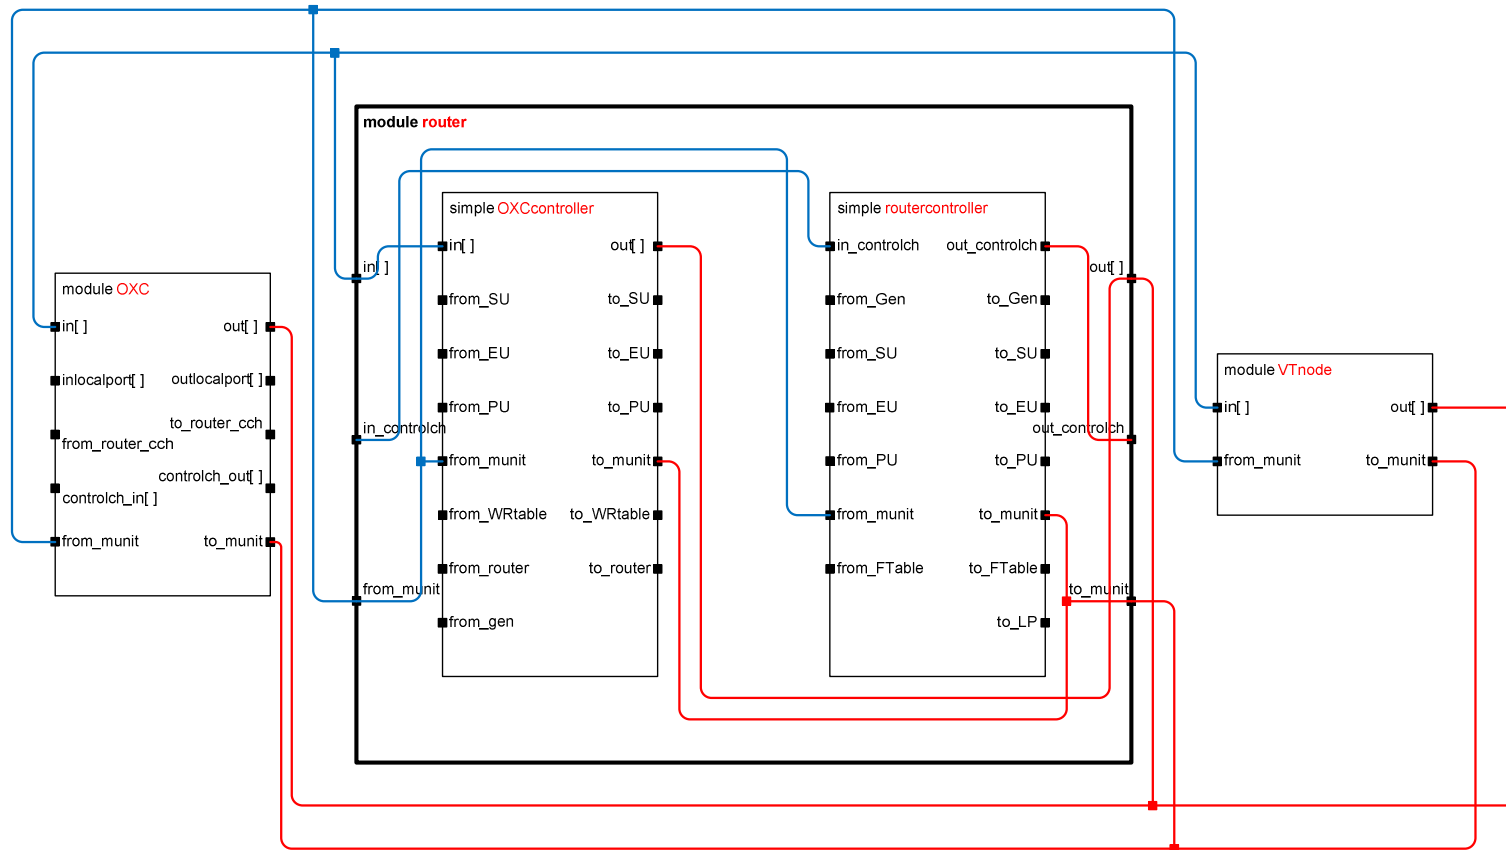 module router
simple OXCcontroller
in[ ]
out[ ]
from_SU
to_SU
from_EU
to_EU
from_PU
to_PU
from_munit
to_munit
from_WRtable
to_WRtable
from_router
to_router
from_gen
simple routercontroller
in_controlch
out_controlch
from_Gen
to_Gen
from_SU
to_SU
from_EU
to_EU
from_PU
to_PU
from_munit
to_munit
from_FTable
to_FTable
to_LP
in[ ]
out[ ]
in_controlch
out_controlch
from_munit
to_munit
module OXC
in[ ]
out[ ]
inlocalport[ ]
outlocalport[ ]
to_router_cch
from_router_cch
controlch_out[ ]
controlch_in[ ]
from_munit
to_munit
module VTnode
in[ ]
out[ ]
from_munit
to_munit